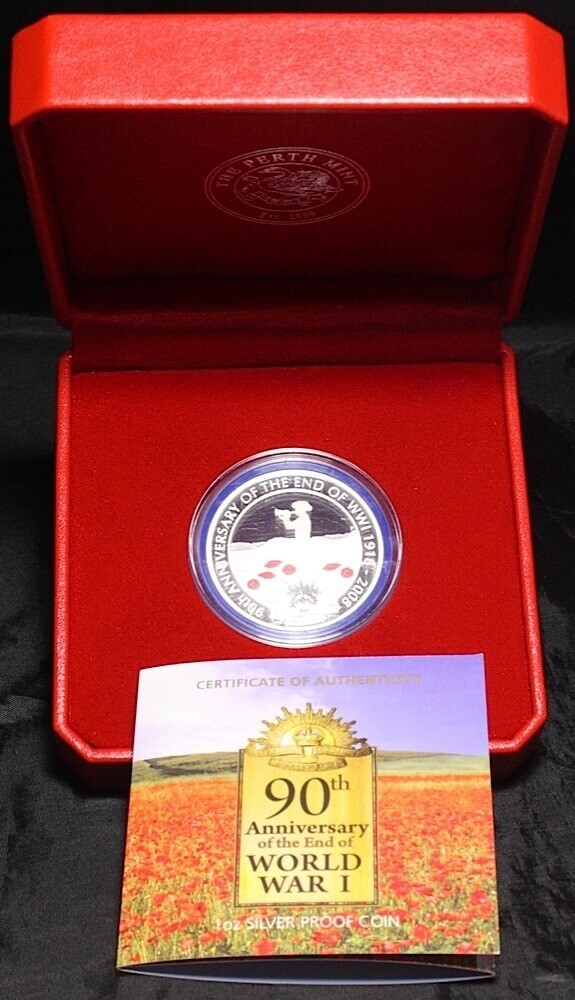 THE PERTH MINT
Est. 1899
90th ANNIVERSARY OF THE END OF WWI 1918 - 2008
CERTIFICATE OF AUTHENTICITY
90th
Anniversary
of the End of
WORLD
WAR I
1oz SILVER PROOF COIN